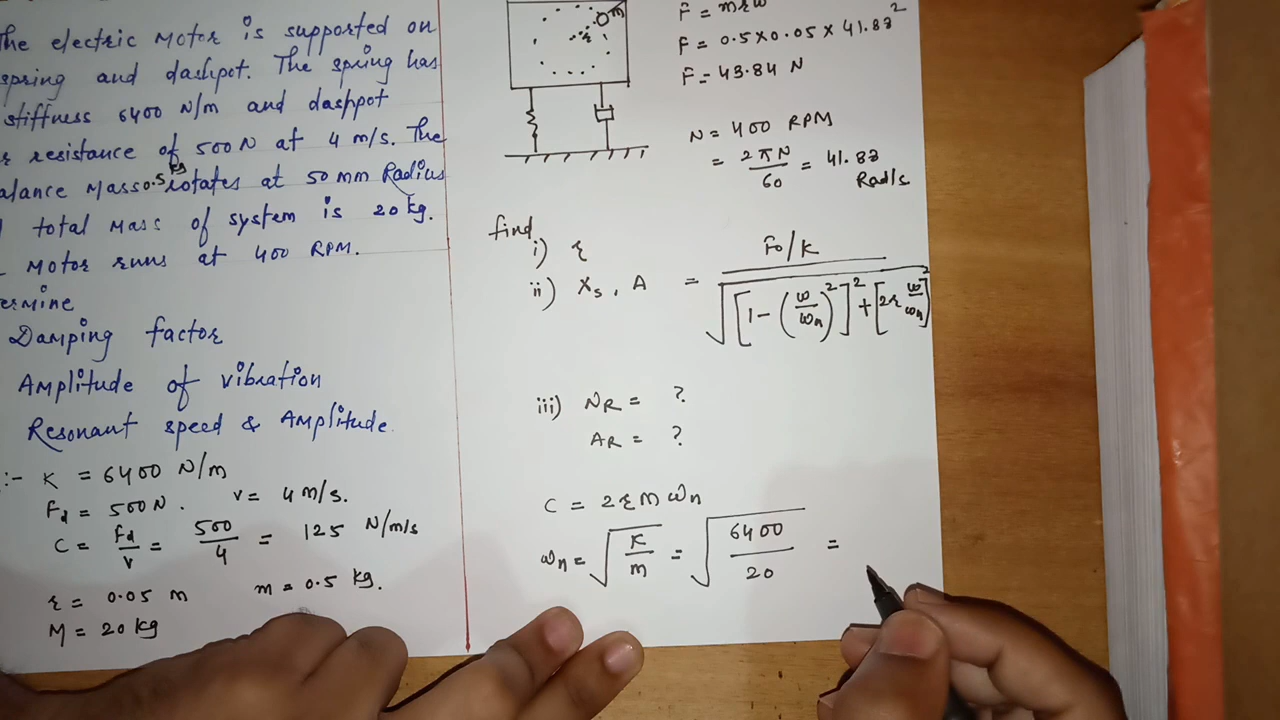 The electric Motor is supported on
spring and dashpot. The spring has
stiffness 6400 N/m and dashpot
resistance of 500 N at 4 m/s. The
Mass 0.5 kg rotates at 50 mm Radius
total mass of system is 20 kg.
Motor runs at 400 RPM.
Damping factor
Amplitude of vibration
Resonant speed & Amplitude.
:- K = 6400 N/m
Fd = 500 N. v = 4 m/s.
C = Fd/v = 500/4 = 125 N/m/s
r = 0.05 m m = 0.5 kg.
M = 20 kg
m
r
F = mrω
F = 0.5 × 0.05 × 41.88²
F = 43.84 N
N = 400 RPM
= 2πN/60 = 41.88
Rad/s
find
i) ξ
ii) Xs, A = F0/K / √[1-(ω/ωn)²]² + [2ξ ω/ωn]²
iii) NR = ?
AR = ?
C = 2ξ M ωn
ωn = √K/m = √6400/20 =